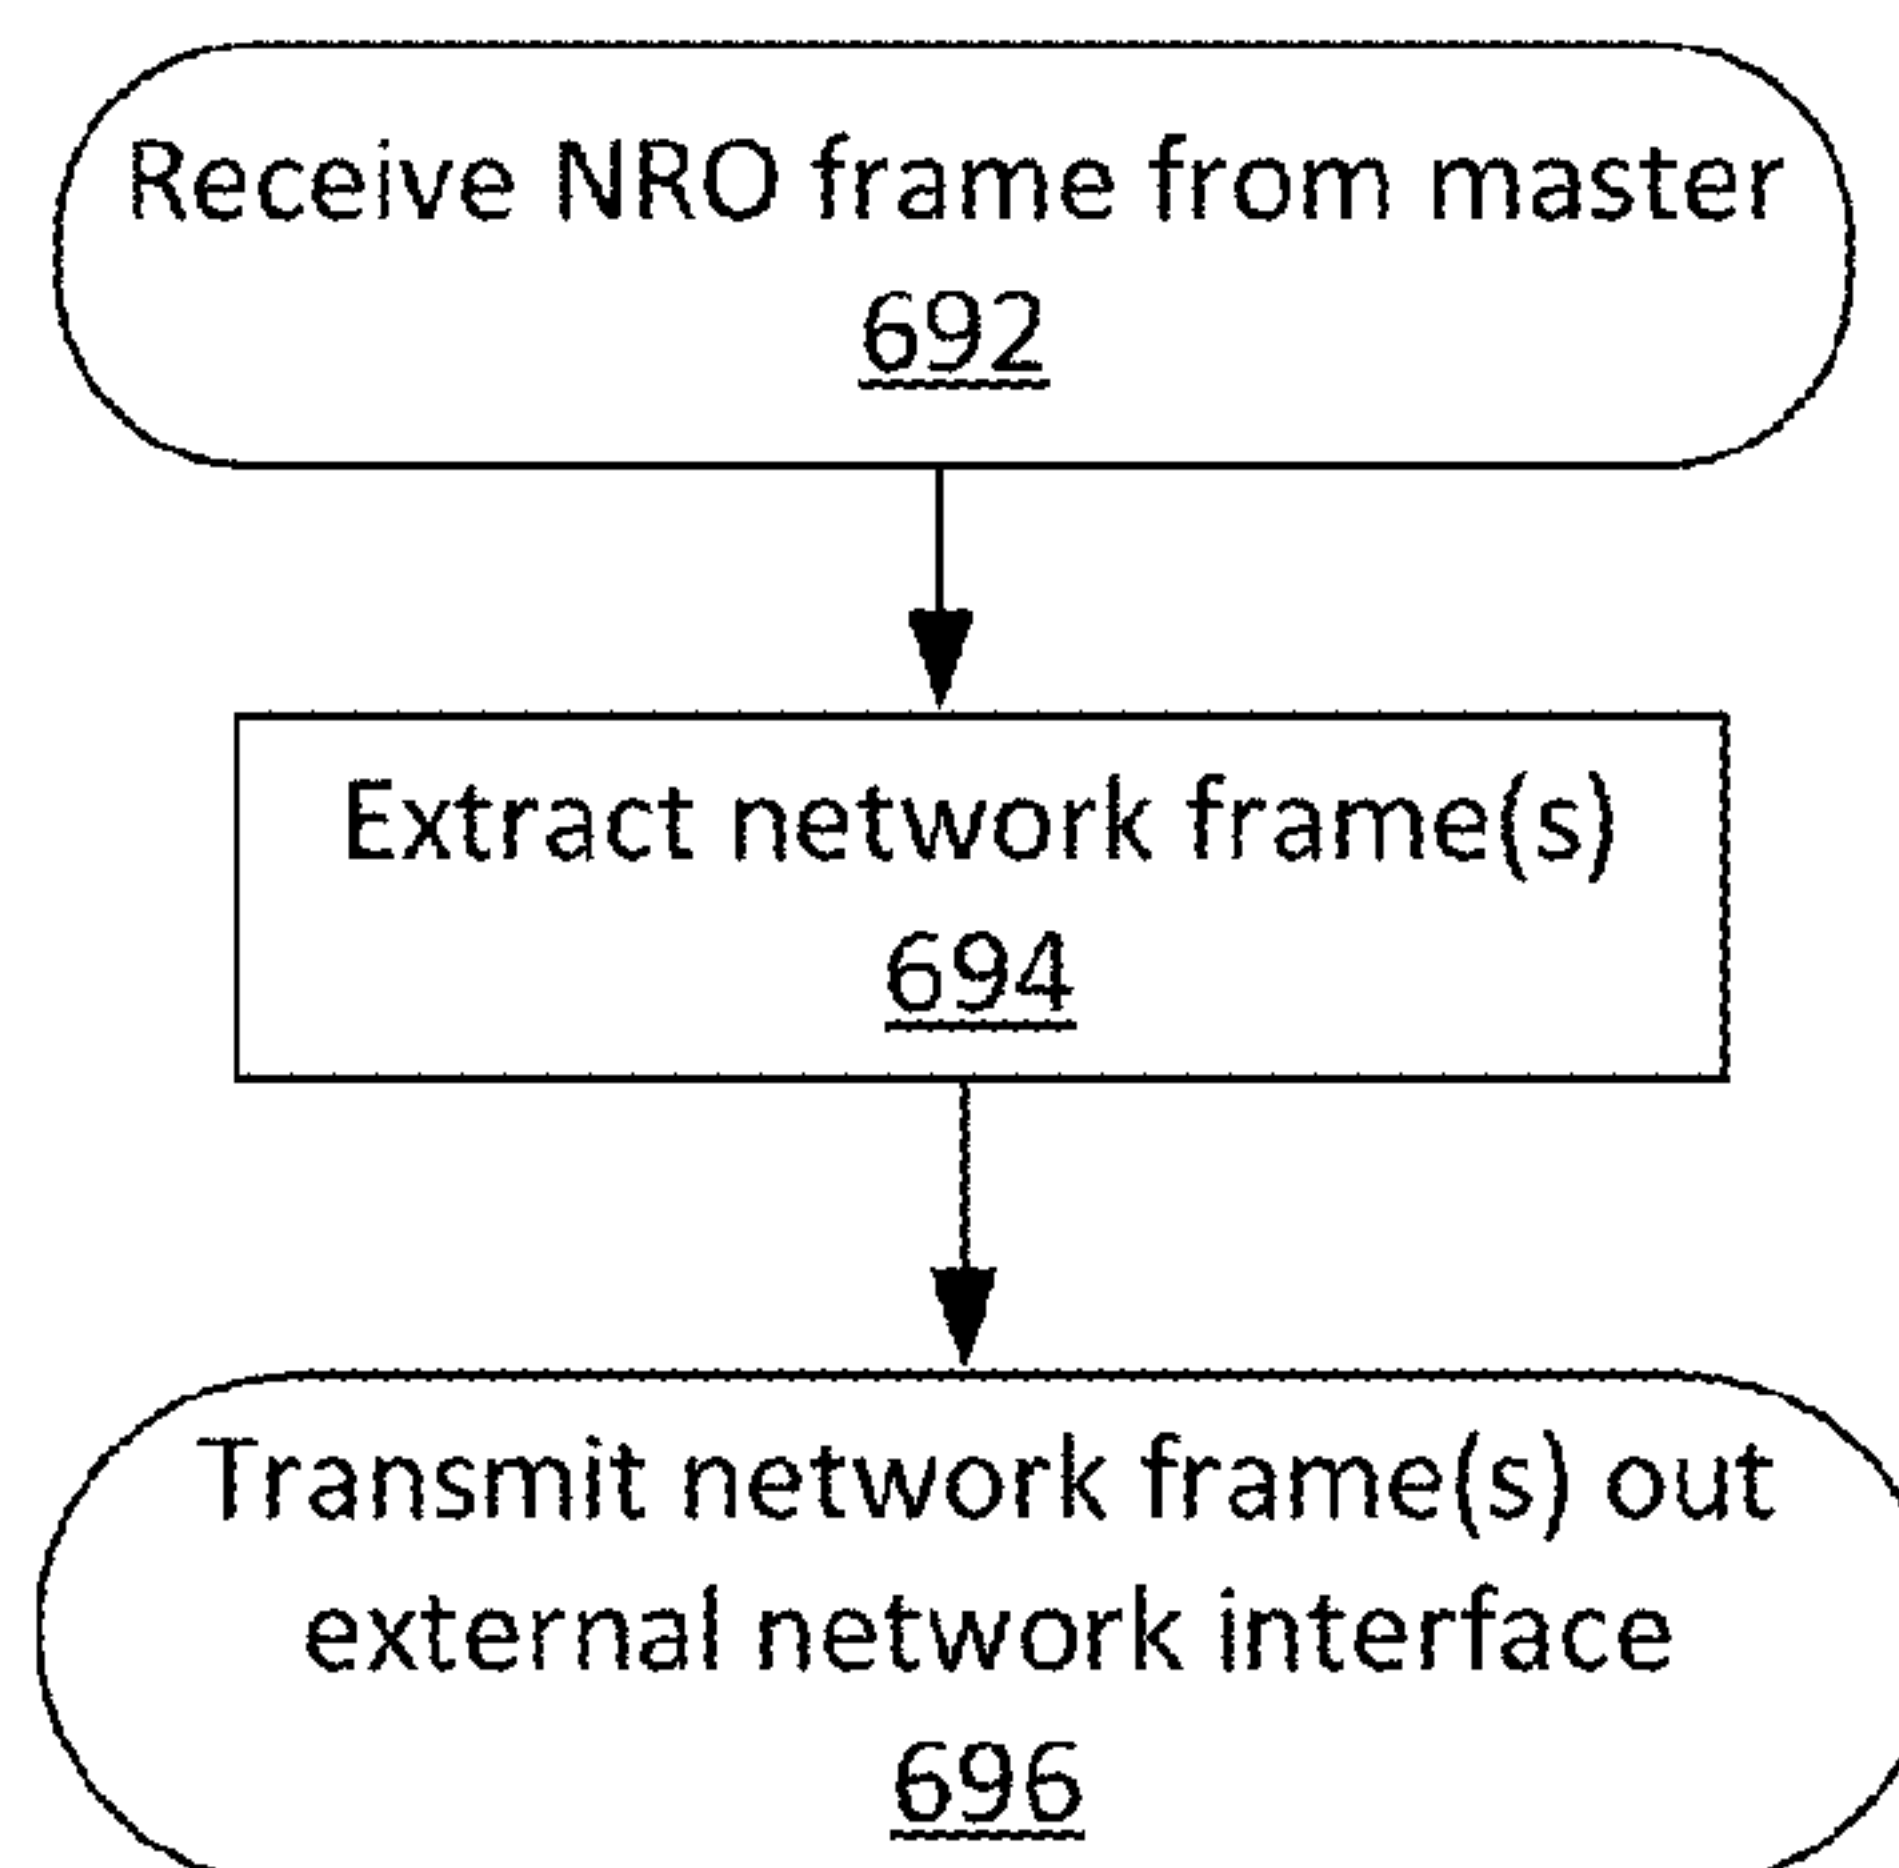 Receive NRO frame from master
692
Extract network frame(s)
694
Transmit network frame(s) out
external network interface
696